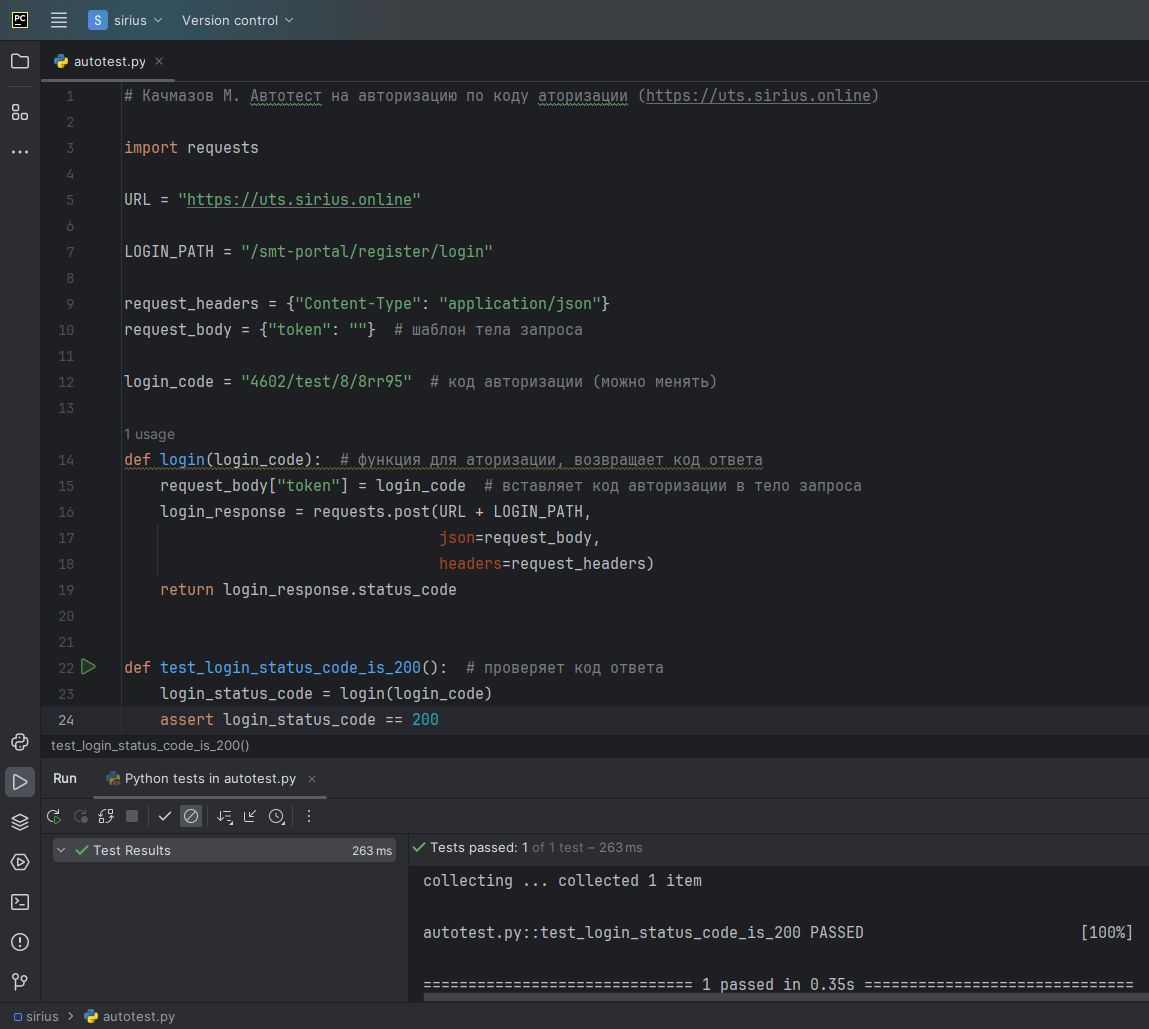 PC S sirius Version control
autotest.py
1 # Качмазов М. Автотест на авторизацию по коду аторизации (https://uts.sirius.online)
2
3 import requests
4
5 URL = "https://uts.sirius.online"
6
7 LOGIN_PATH = "/smt-portal/register/login"
8
9 request_headers = {"Content-Type": "application/json"}
10 request_body = {"token": ""}  # шаблон тела запроса
11
12 login_code = "4602/test/8/8rr95"  # код авторизации (можно менять)
13
1 usage
14 def login(login_code):  # функция для аторизации, возвращает код ответа
15     request_body["token"] = login_code  # вставляет код авторизации в тело запроса
16     login_response = requests.post(URL + LOGIN_PATH,
17                                    json=request_body,
18                                    headers=request_headers)
19     return login_response.status_code
20
21
22 def test_login_status_code_is_200():  # проверяет код ответа
23     login_status_code = login(login_code)
24     assert login_status_code == 200
test_login_status_code_is_200()
Run Python tests in autotest.py
Test Results 263 ms
Tests passed: 1 of 1 test – 263 ms
collecting ... collected 1 item
autotest.py::test_login_status_code_is_200 PASSED [100%]
============================== 1 passed in 0.35s ==============================
sirius > autotest.py